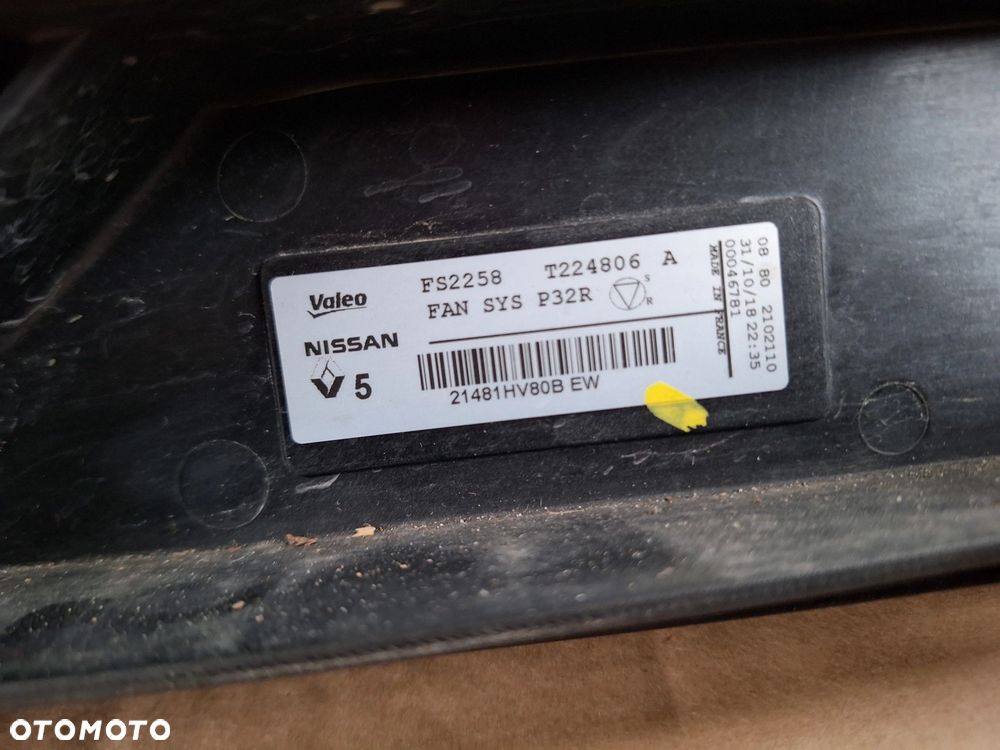 Valeo
FS2258 T224806 A
FAN SYS P32R
S
R
NISSAN
5
21481HV80B EW
MADE IN FRANCE
00046781
31/10/18 22:35
08 80 2102110
OTOMOTO